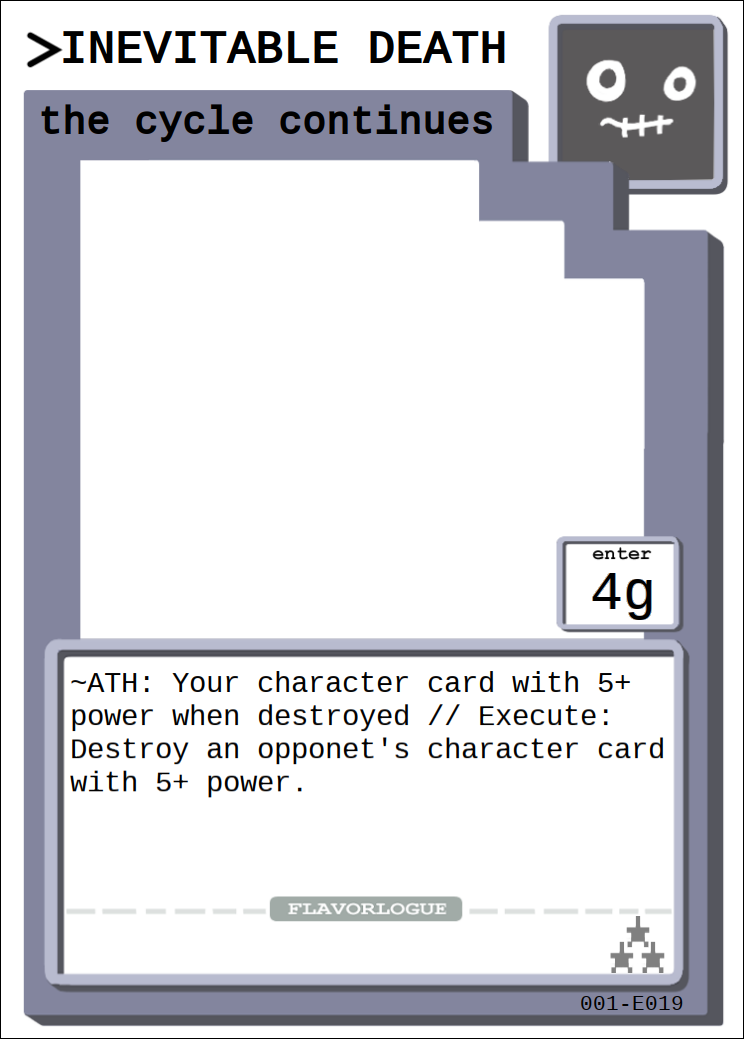 >INEVITABLE DEATH
the cycle continues
enter
4g
~ATH: Your character card with 5+
power when destroyed // Execute:
Destroy an opponet's character card
with 5+ power.
FLAVORLOGUE
001-E019